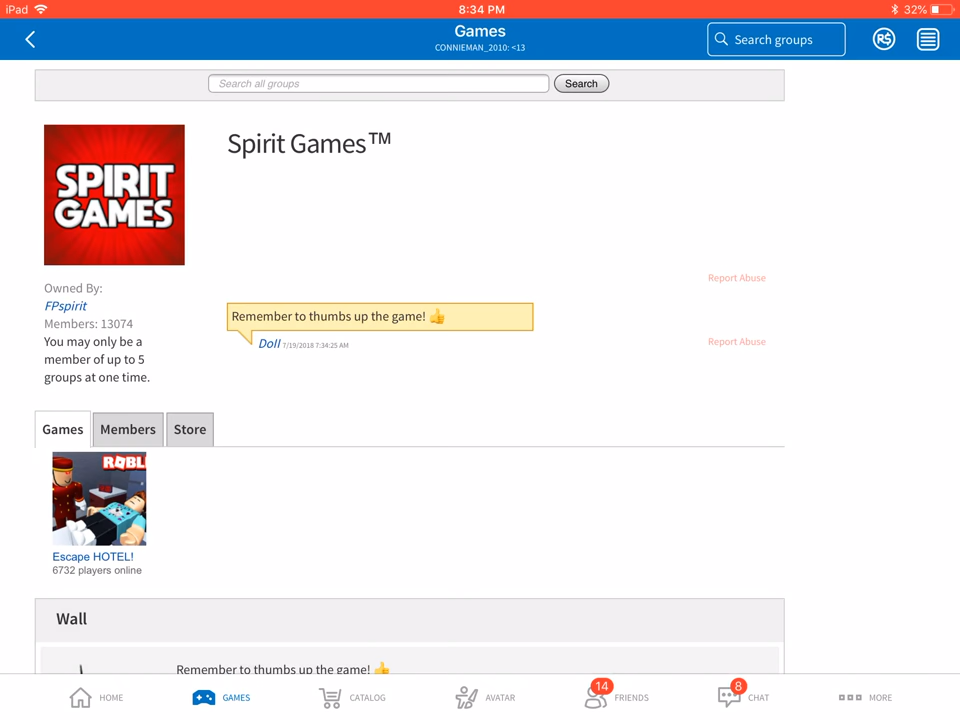 iPad 8:34 PM 32%
Games
CONNIEMAN_2010: <13
Search groups
R$
Search all groups
Search
SPIRIT
GAMES
Spirit Games™
Report Abuse
Owned By:
FPspirit
Members: 13074
You may only be a
member of up to 5
groups at one time.
Remember to thumbs up the game! 👍
Doll 7/19/2018 7:34:25 AM
Report Abuse
Games Members Store
ROBL
Escape HOTEL!
6732 players online
Wall
Remember to thumbs up the game! 👍
HOME GAMES CATALOG AVATAR 14 FRIENDS 8 CHAT MORE